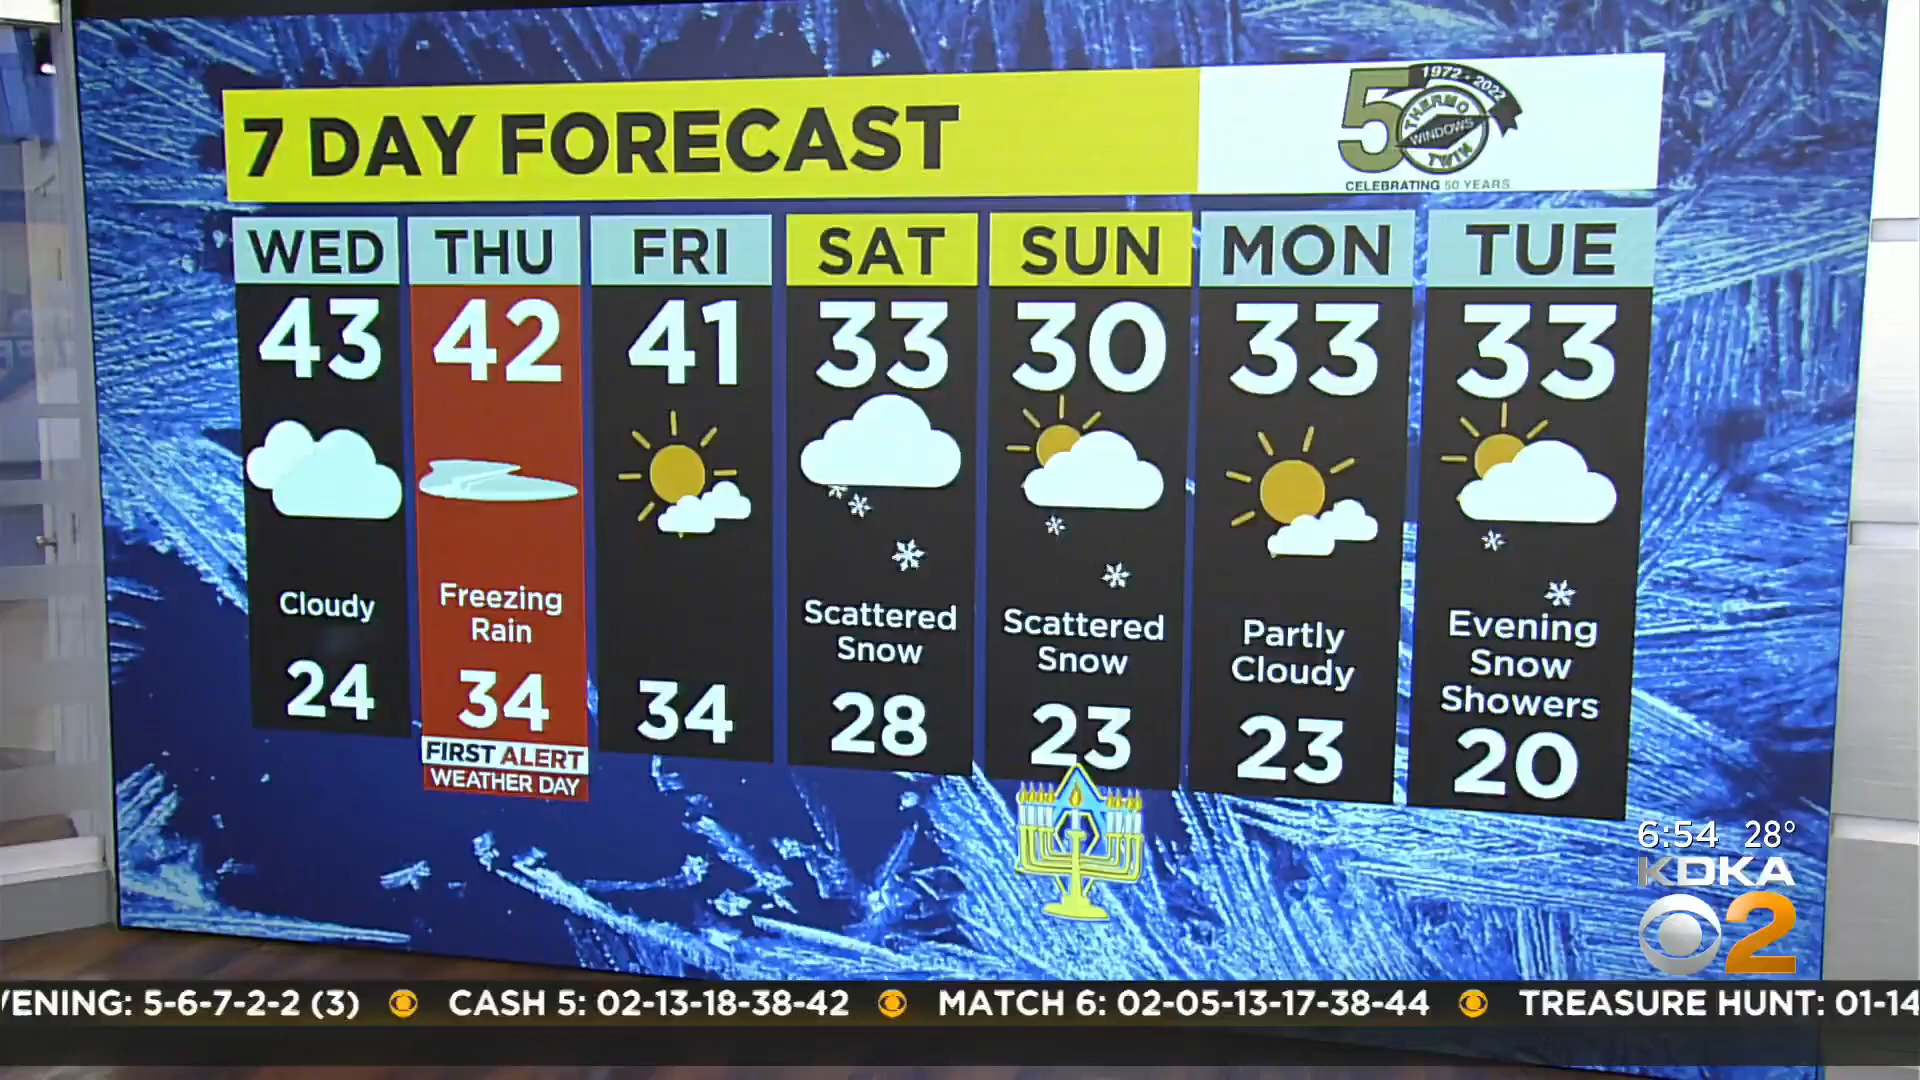 7 DAY FORECAST
50
1972 - 2022
THERMO
WINDOWS
TWIN
CELEBRATING 50 YEARS
WED THU FRI SAT SUN MON TUE
43 42 41 33 30 33 33
Cloudy
Freezing
Rain
Scattered
Snow
Scattered
Snow
Partly
Cloudy
Evening
Snow
Showers
24 34 34 28 23 23 20
FIRST ALERT
WEATHER DAY
6:54 28°
KDKA
2
VENING: 5-6-7-2-2 (3) CASH 5: 02-13-18-38-42 MATCH 6: 02-05-13-17-38-44 TREASURE HUNT: 01-14